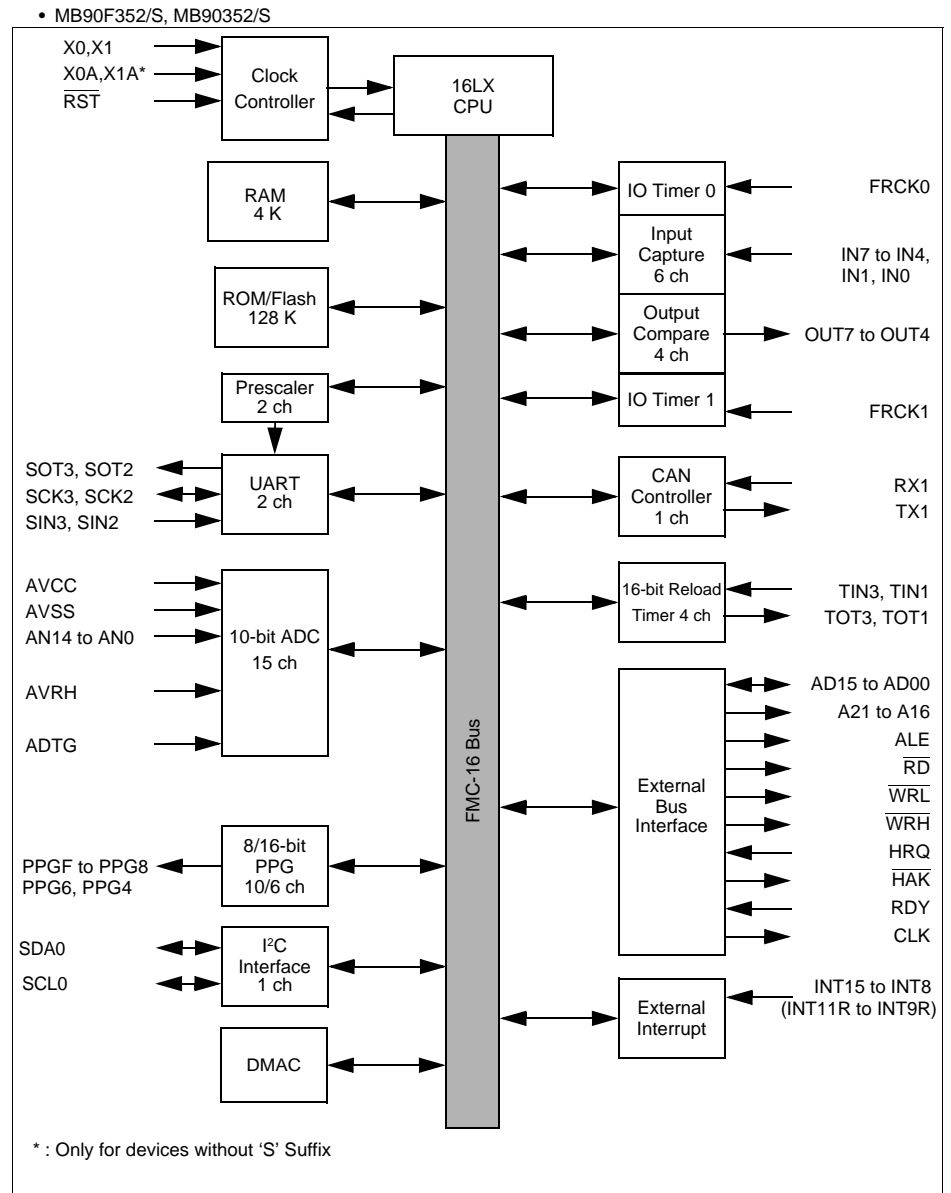 • MB90F352/S, MB90352/S
X0,X1
X0A,X1A*
RST
Clock
Controller
16LX
CPU
RAM
4 K
ROM/Flash
128 K
Prescaler
2 ch
SOT3, SOT2
SCK3, SCK2
SIN3, SIN2
UART
2 ch
AVCC
AVSS
AN14 to AN0
AVRH
ADTG
10-bit ADC
15 ch
PPGF to PPG8
PPG6, PPG4
8/16-bit
PPG
10/6 ch
SDA0
SCL0
I²C
Interface
1 ch
DMAC
FMC-16 Bus
IO Timer 0
FRCK0
Input
Capture
6 ch
IN7 to IN4,
IN1, IN0
Output
Compare
4 ch
OUT7 to OUT4
IO Timer 1
FRCK1
CAN
Controller
1 ch
RX1
TX1
16-bit Reload
Timer 4 ch
TIN3, TIN1
TOT3, TOT1
External
Bus
Interface
AD15 to AD00
A21 to A16
ALE
RD
WRL
WRH
HRQ
HAK
RDY
CLK
External
Interrupt
INT15 to INT8
(INT11R to INT9R)
* : Only for devices without ‘S’ Suffix